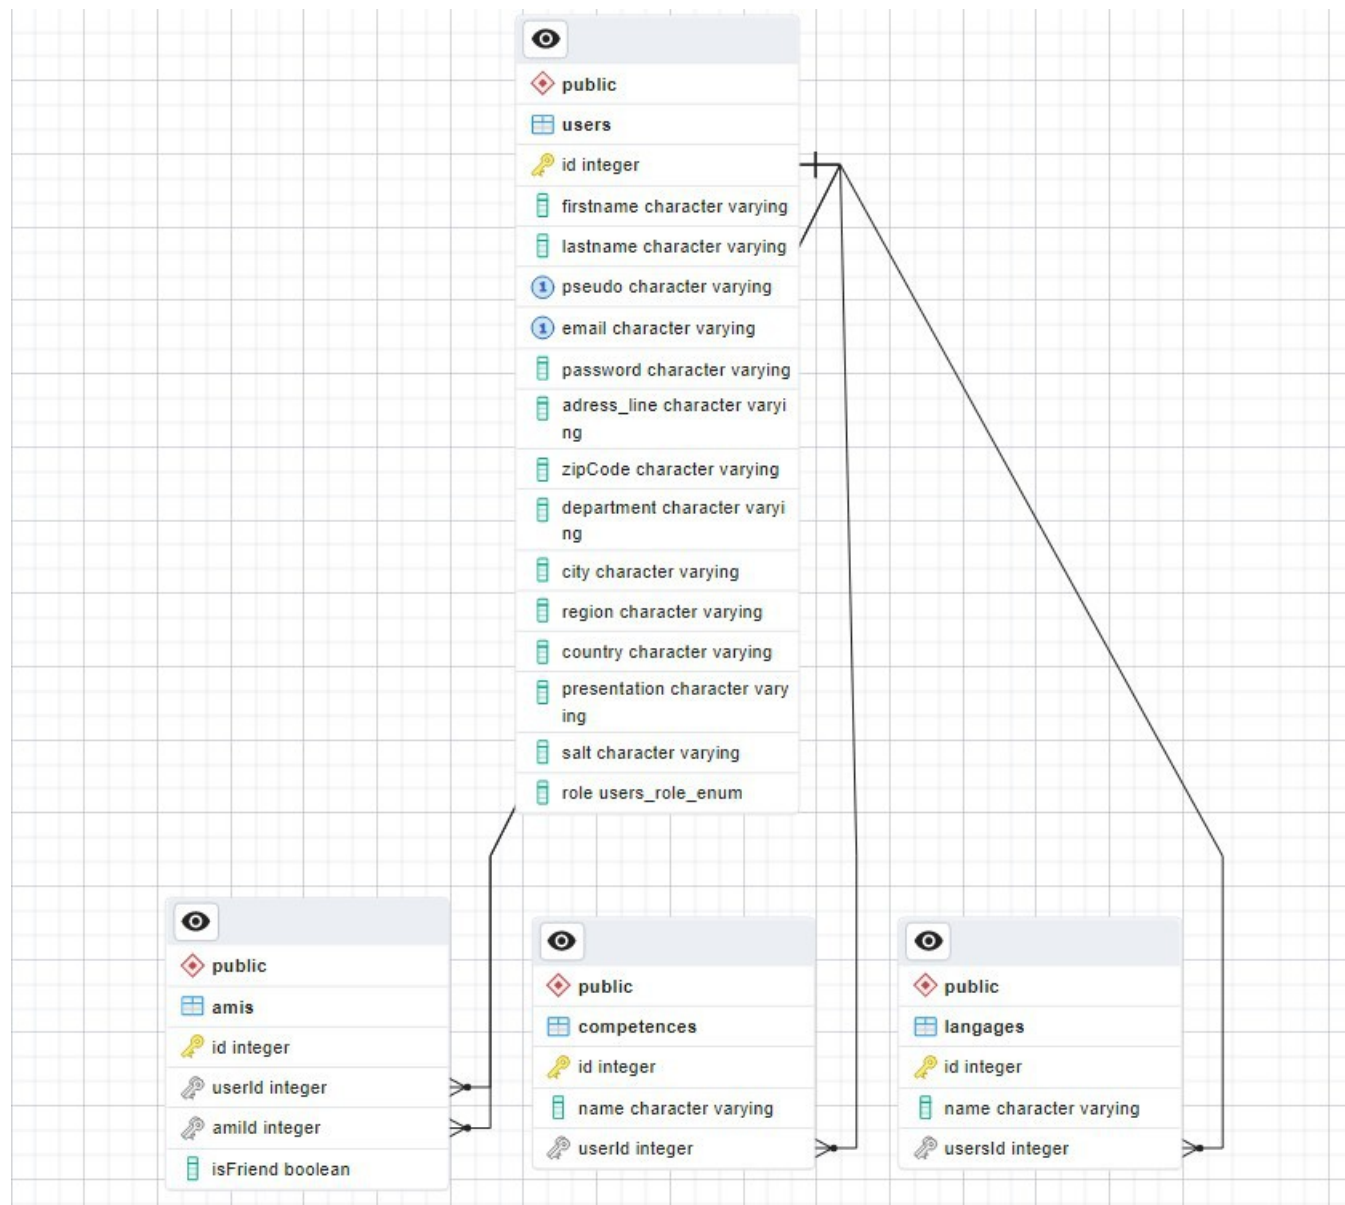 public
users
id integer
firstname character varying
lastname character varying
1 pseudo character varying
1 email character varying
password character varying
adress_line character varyi
ng
zipCode character varying
department character varyi
ng
city character varying
region character varying
country character varying
presentation character vary
ing
salt character varying
role users_role_enum
public
amis
id integer
userId integer
amiId integer
isFriend boolean
public
competences
id integer
name character varying
userId integer
public
langages
id integer
name character varying
usersId integer